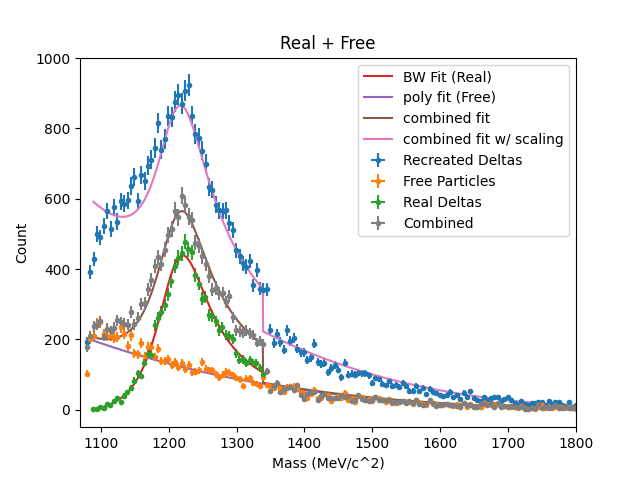 Real + Free
BW Fit (Real)
poly fit (Free)
combined fit
combined fit w/ scaling
Recreated Deltas
Free Particles
Real Deltas
Combined
Count
1000
800
600
400
200
0
1100 1200 1300 1400 1500 1600 1700 1800
Mass (MeV/c^2)